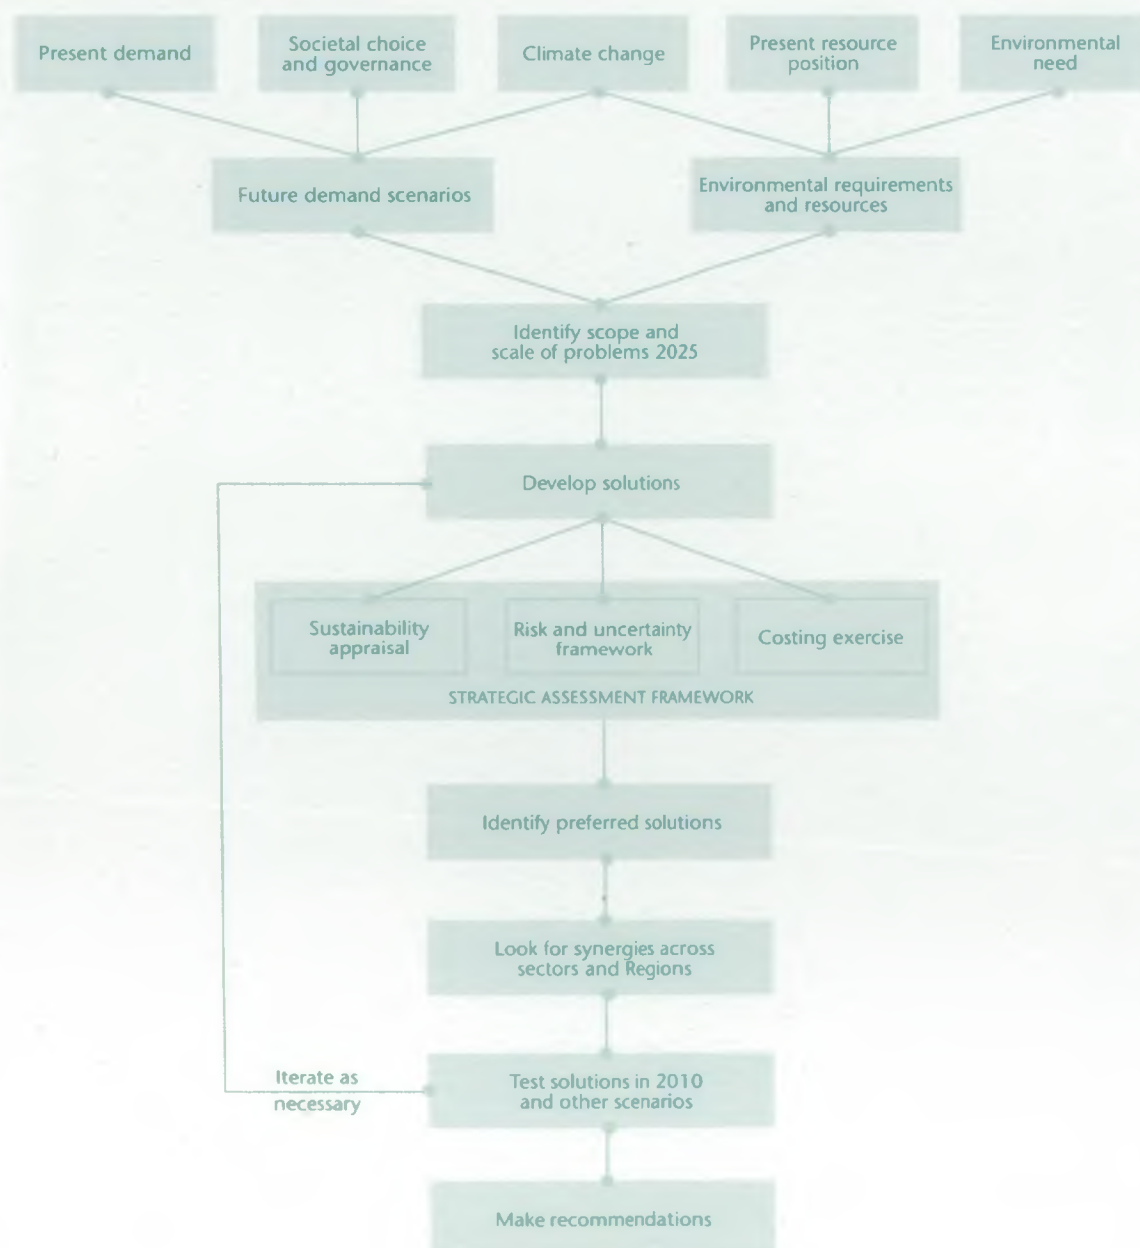 Present demand
Societal choice
and governance
Climate change
Present resource
position
Environmental
need
Future demand scenarios
Environmental requirements
and resources
Identify scope and
scale of problems 2025
Develop solutions
Sustainability
appraisal
Risk and uncertainty
framework
Costing exercise
STRATEGIC ASSESSMENT FRAMEWORK
Identify preferred solutions
Look for synergies across
sectors and Regions
Iterate as
necessary
Test solutions in 2010
and other scenarios
Make recommendations